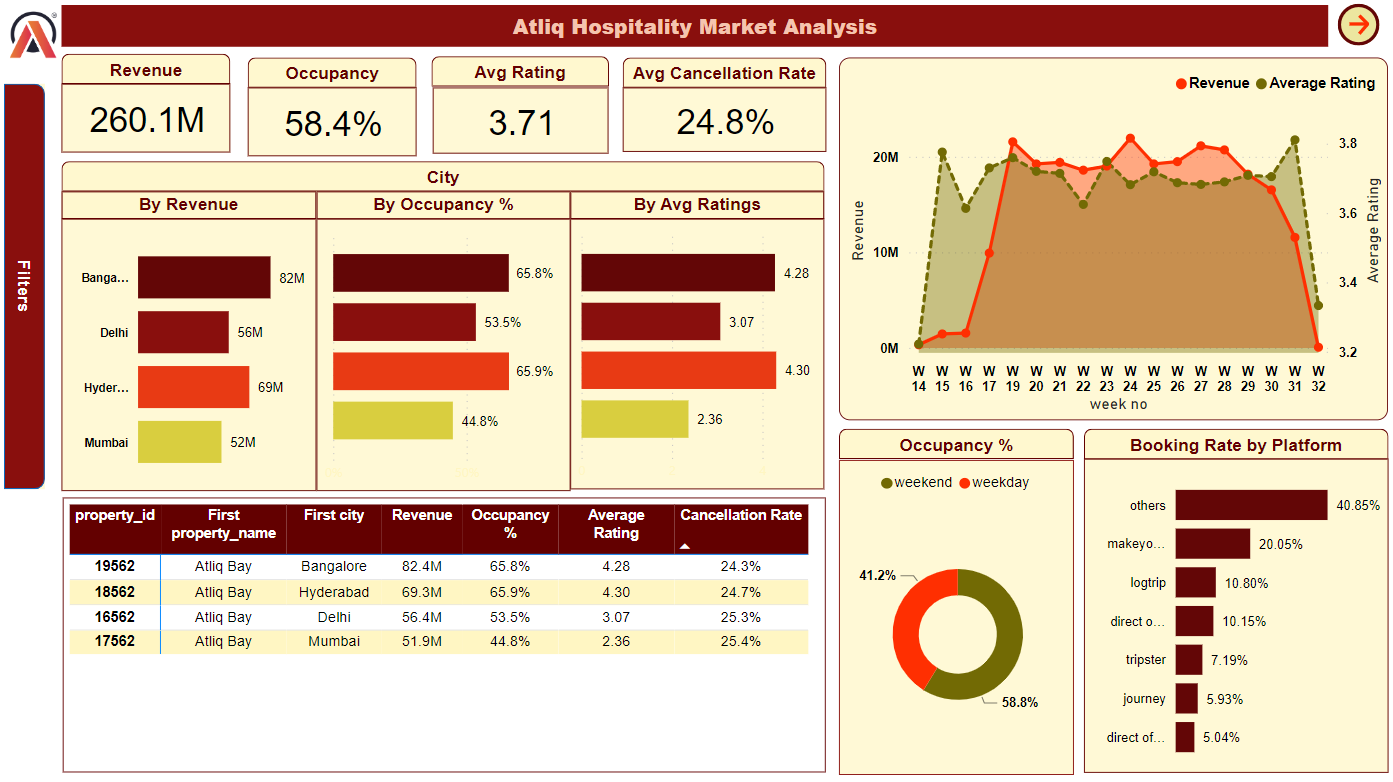 Atliq Hospitality Market Analysis
Filters
Revenue
260.1M
Occupancy
58.4%
Avg Rating
3.71
Avg Cancellation Rate
24.8%
City
By Revenue
Banga...
82M
Delhi
56M
Hyder...
69M
Mumbai
52M
By Occupancy %
65.8%
53.5%
65.9%
44.8%
By Avg Ratings
4.28
3.07
4.30
2.36
property_id First property_name First city Revenue Occupancy % Average Rating Cancellation Rate
19562 Atliq Bay Bangalore 82.4M 65.8% 4.28 24.3%
18562 Atliq Bay Hyderabad 69.3M 65.9% 4.30 24.7%
16562 Atliq Bay Delhi 56.4M 53.5% 3.07 25.3%
17562 Atliq Bay Mumbai 51.9M 44.8% 2.36 25.4%
Revenue Average Rating
Revenue
20M
10M
0M
3.8
3.6
3.4
3.2
Average Rating
W 14 W 15 W 16 W 17 W 19 W 20 W 21 W 22 W 23 W 24 W 25 W 26 W 27 W 28 W 29 W 30 W 31 W 32
week no
Occupancy %
weekend weekday
41.2%
58.8%
Booking Rate by Platform
others 40.85%
makeyo... 20.05%
logtrip 10.80%
direct o... 10.15%
tripster 7.19%
journey 5.93%
direct of... 5.04%